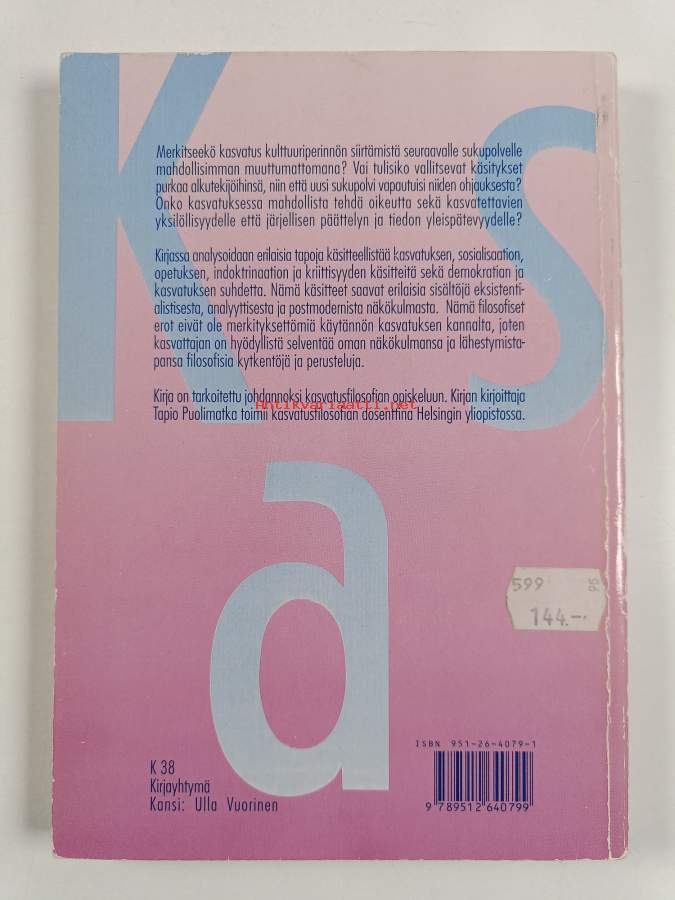 K s
Merkitseekö kasvatus kulttuuriperinnön siirtämistä seuraavalle sukupolvelle
mahdollisimman muuttumattomana? Vai tulisiko vallitsevat käsitykset
purkaa alkutekijöihinsä, niin että uusi sukupolvi vapautuisi niiden ohjauksesta?
Onko kasvatuksessa mahdollista tehdä oikeutta sekä kasvatettavien
yksilöllisyydelle että järjellisen päättelyn ja tiedon yleispätevyydelle?
Kirjassa analysoidaan erilaisia tapoja käsitteellistää kasvatuksen, sosialisaation,
opetuksen, indoktrinaation ja kriittisyyden käsitteitä sekä demokratian ja
kasvatuksen suhdetta. Nämä käsitteet saavat erilaisia sisältöjä eksistenti-
alistisesta, analyyttisesta ja postmodernista näkökulmasta. Nämä filosofiset
erot eivät ole merkityksettömiä käytännön kasvatuksen kannalta, joten
kasvattajan on hyödyllistä selventää oman näkökulmansa ja lähestymista-
pansa filosofisia kytkentöjä ja perusteluja.
Kirja on tarkoitettu johdannoksi kasvatusfilosofian opiskeluun. Kirjan kirjoittaja
Antikvariaatti.net
Tapio Puolimatka toimii kasvatusfilosofian dosenttina Helsingin yliopistossa.
a
599 95
144.-
ISBN 951-26-4079-1
9 789512 640799
K 38
Kirjayhtymä
Kansi: Ulla Vuorinen